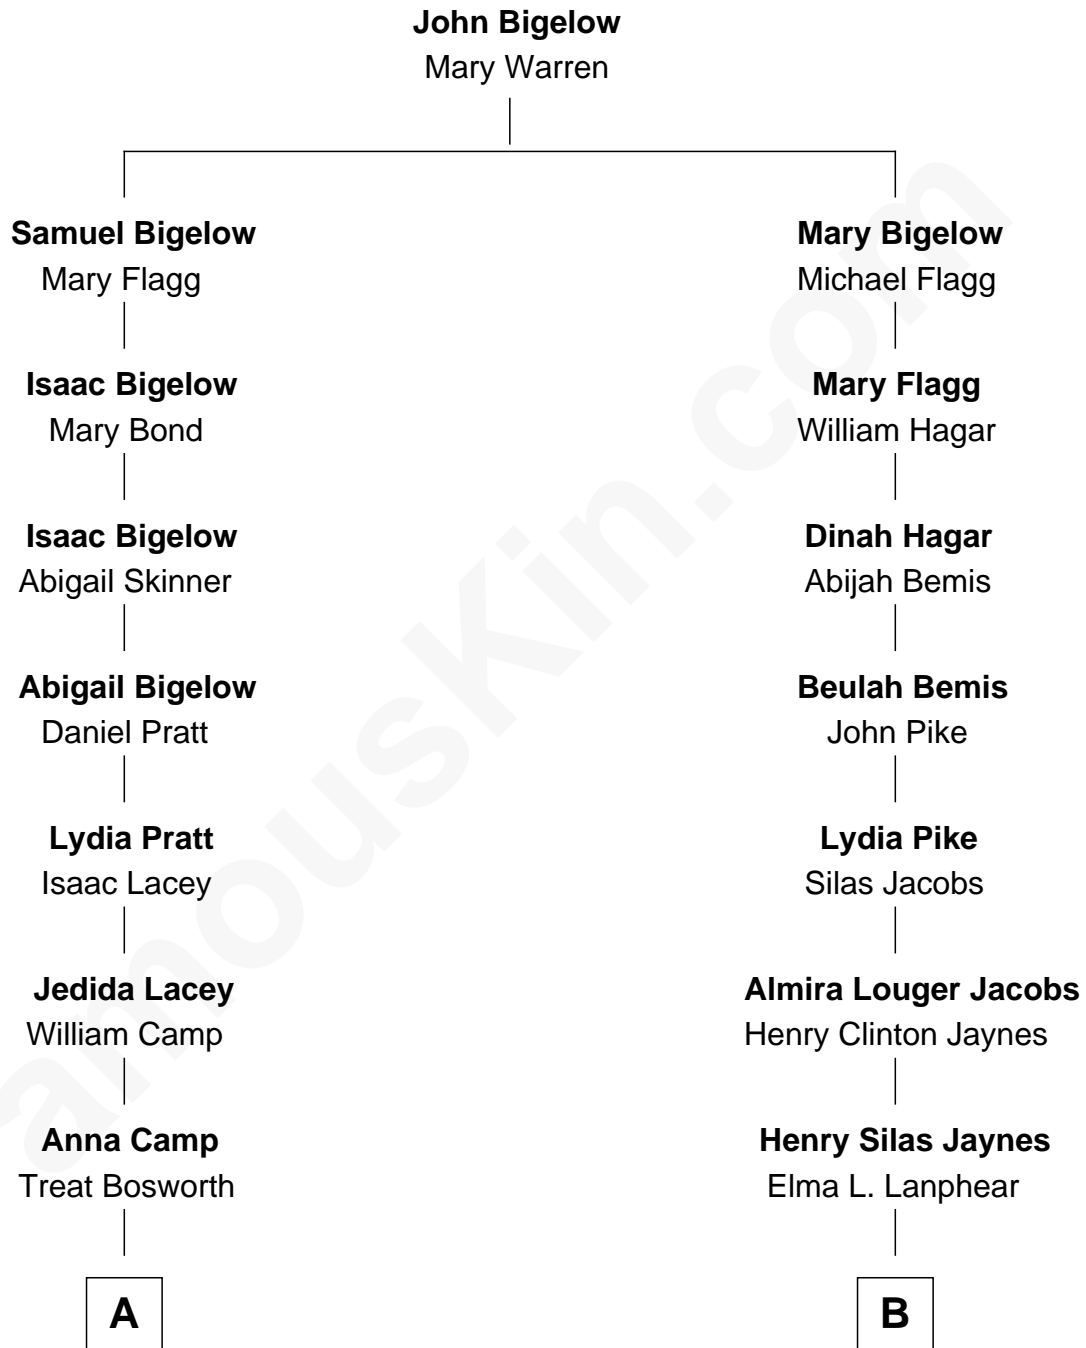 John Bigelow
Mary Warren
Samuel Bigelow
Mary Flagg
Isaac Bigelow
Mary Bond
Isaac Bigelow
Abigail Skinner
Abigail Bigelow
Daniel Pratt
Lydia Pratt
Isaac Lacey
Jedida Lacey
William Camp
Anna Camp
Treat Bosworth
A
Mary Bigelow
Michael Flagg
Mary Flagg
William Hagar
Dinah Hagar
Abijah Bemis
Beulah Bemis
John Pike
Lydia Pike
Silas Jacobs
Almira Louger Jacobs
Henry Clinton Jaynes
Henry Silas Jaynes
Elma L. Lanphear
B
amousKin.com